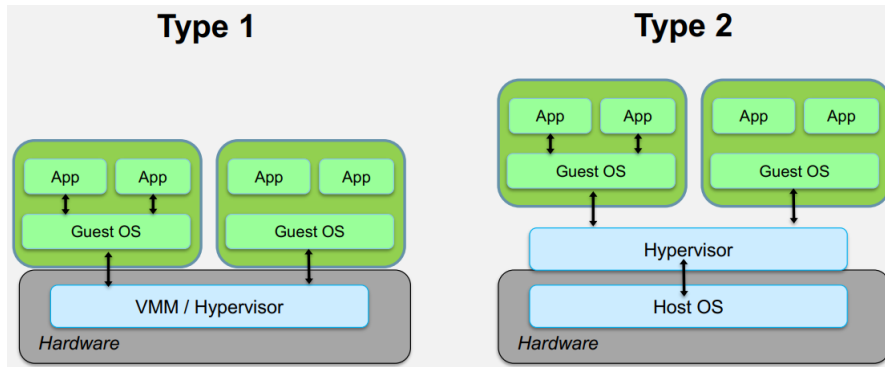 Type 1
App
App
Guest OS
App
App
Guest OS
VMM / Hypervisor
Hardware
Type 2
App
App
Guest OS
App
App
Guest OS
Hypervisor
Host OS
Hardware